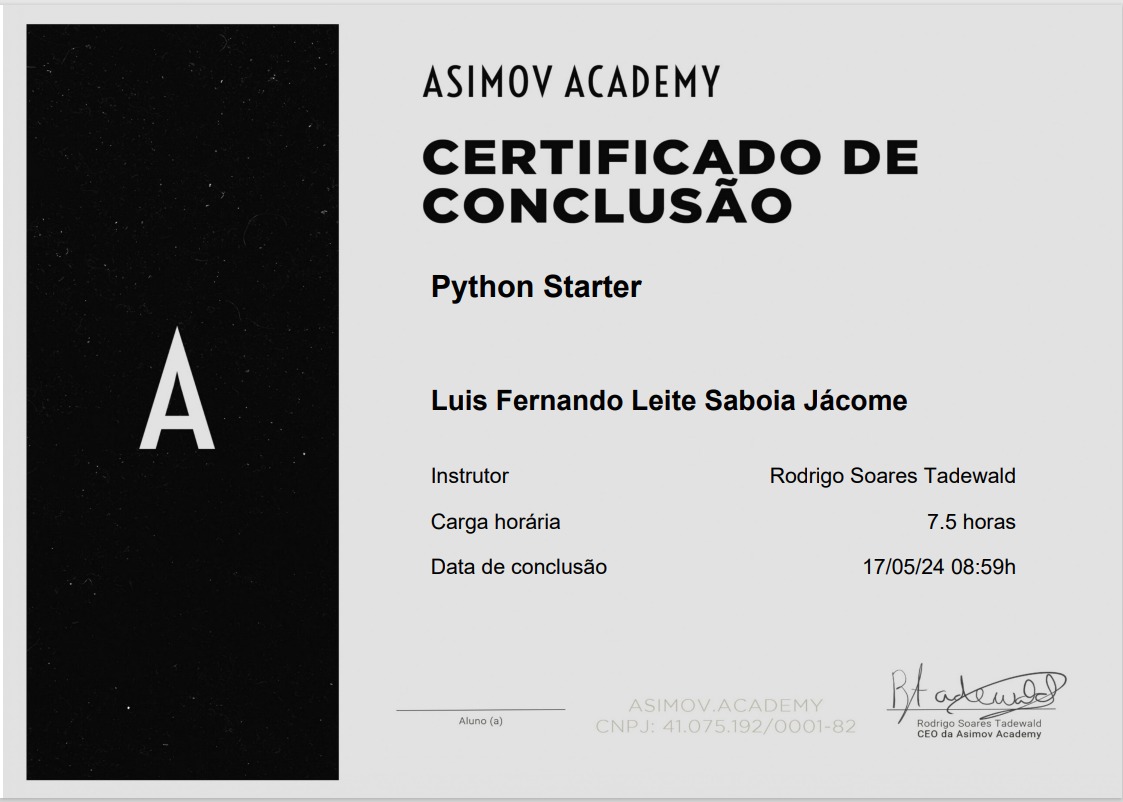 A
ASIMOV ACADEMY
CERTIFICADO DE
CONCLUSÃO
Python Starter
Luis Fernando Leite Saboia Jácome
Instrutor Rodrigo Soares Tadewald
Carga horária 7.5 horas
Data de conclusão 17/05/24 08:59h
Aluno (a)
ASIMOV.ACADEMY
CNPJ: 41.075.192/0001-82
Rodrigo Soares Tadewald
CEO da Asimov Academy